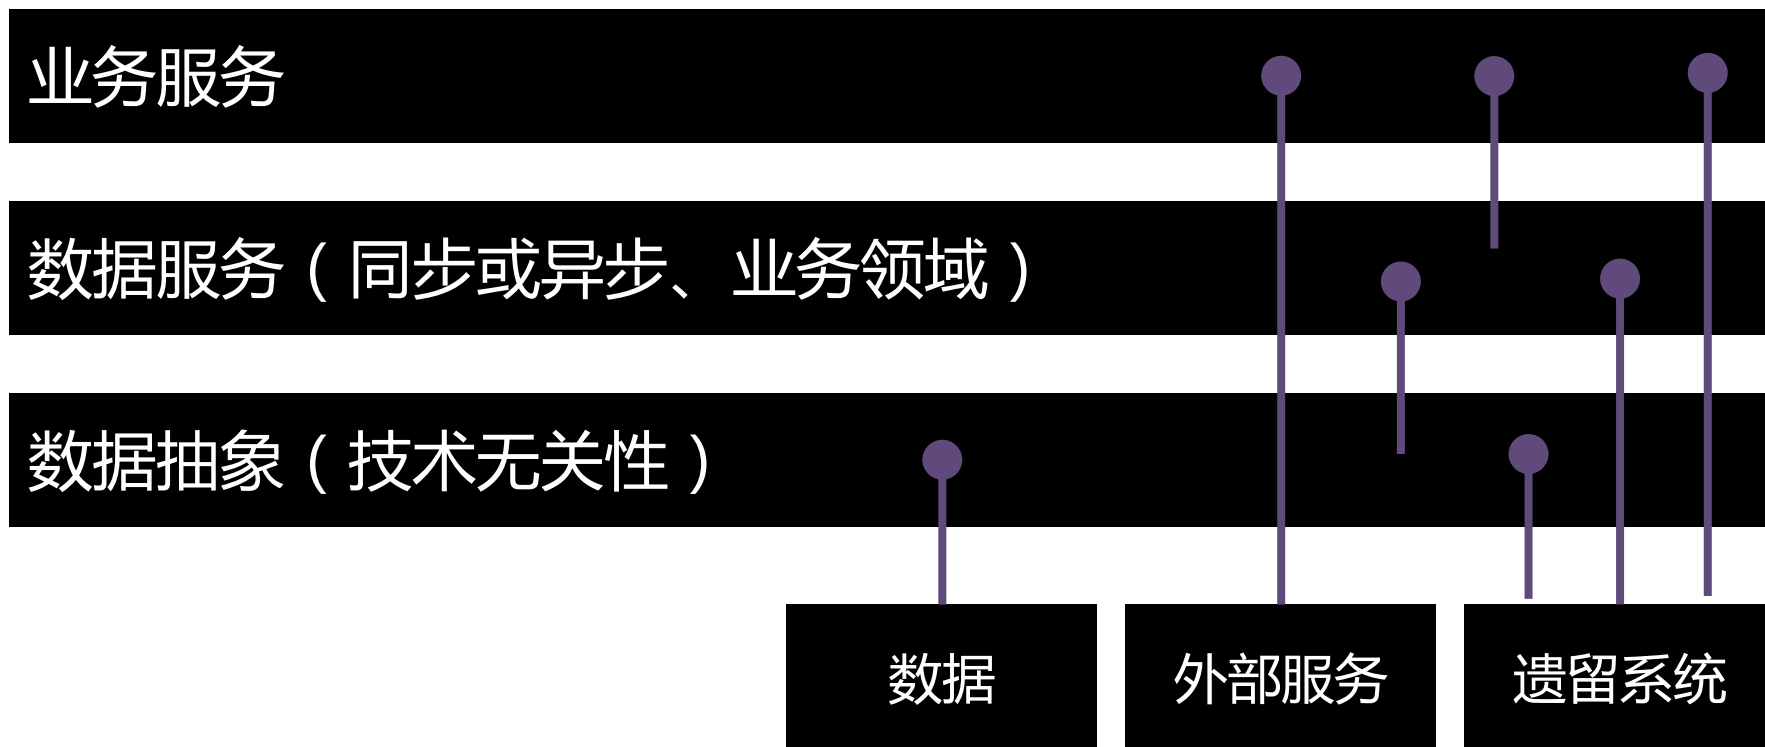 业务服务
数据服务（同步或异步、业务领域）
数据抽象（技术无关性）
数据
外部服务
遗留系统